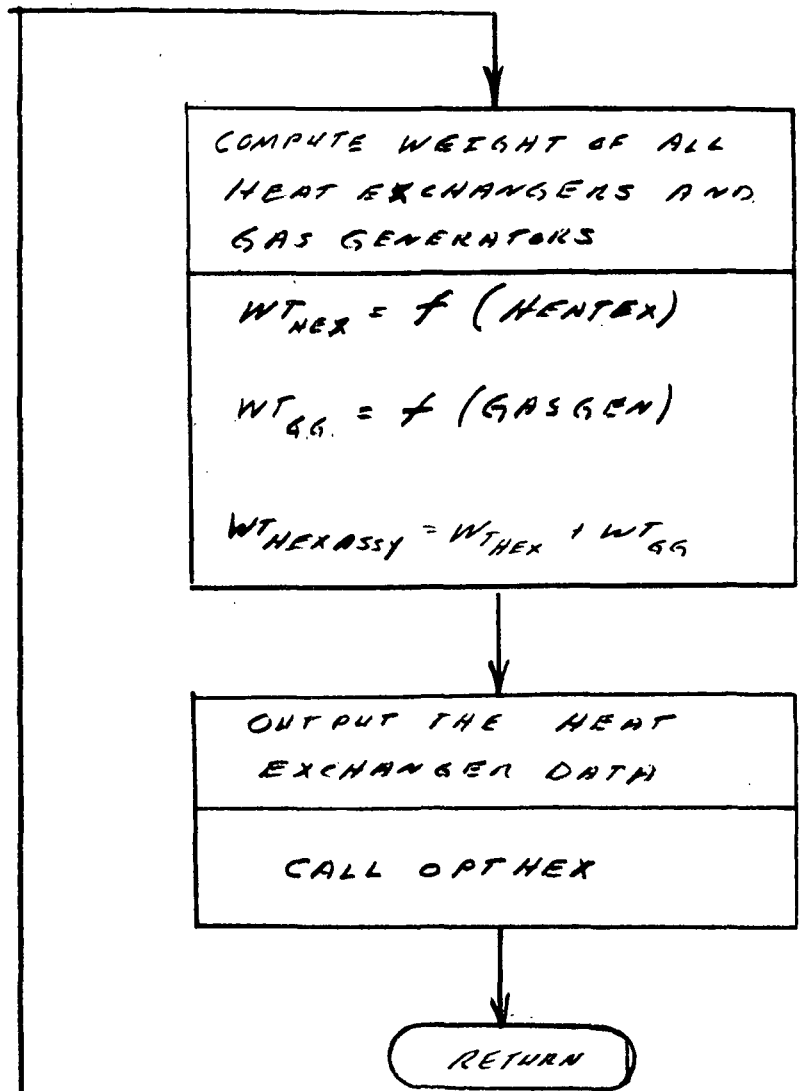 COMPUTE WEIGHT OF ALL
HEAT EXCHANGERS AND
GAS GENERATORS
WT_HEX = f (HEATEX)
WT_GG. = f (GASGEN)
WT_HEXASSY = WT_HEX + WT_GG
OUTPUT THE HEAT
EXCHANGER DATA
CALL OPTHEX
RETURN